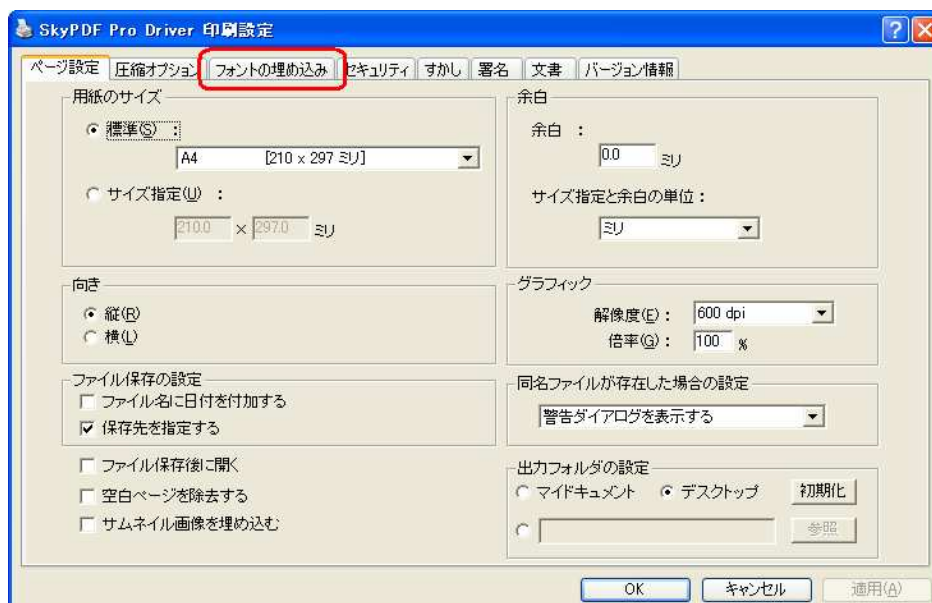 SkyPDF Pro Driver 印刷設定
ページ設定 圧縮オプション フォントの埋め込み セキュリティ すかし 署名 文書 バージョン情報
用紙のサイズ
標準(S) :
A4 [210 x 297 ミリ]
サイズ指定(U) :
210.0 × 297.0 ミリ
余白
余白 :
0.0 ミリ
サイズ指定と余白の単位:
ミリ
向き
縦(R)
横(L)
グラフィック
解像度(E): 600 dpi
倍率(G): 100 %
ファイル保存の設定
ファイル名に日付を付加する
保存先を指定する
同名ファイルが存在した場合の設定
警告ダイアログを表示する
ファイル保存後に開く
空白ページを除去する
サムネイル画像を埋め込む
出力フォルダの設定
マイドキュメント デスクトップ 初期化
参照
OK キャンセル 適用(A)